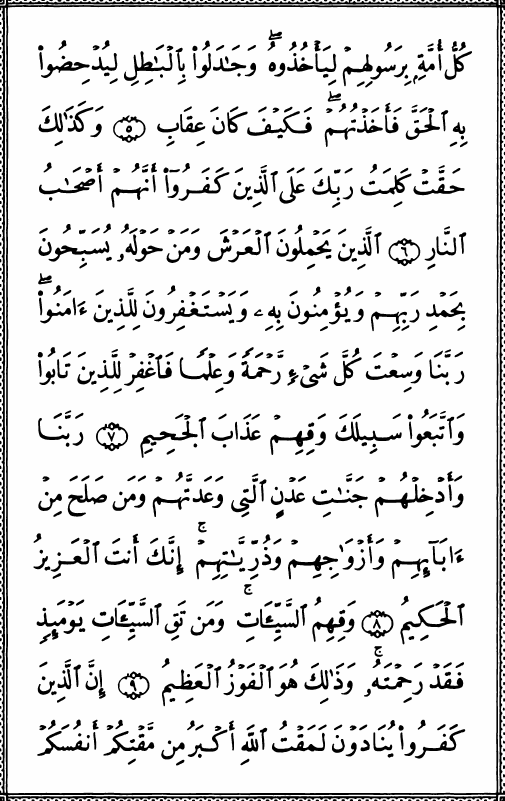 كُلُّ أُمَّةٍۭ بِرَسُولِهِمۡ لِيَأۡخُذُوهُۖ وَجَٰدَلُواْ بِٱلۡبَٰطِلِ لِيُدۡحِضُواْ
بِهِ ٱلۡحَقَّ فَأَخَذۡتُهُمۡۖ فَكَيۡفَ كَانَ عِقَابِ ٥ وَكَذَٰلِكَ
حَقَّتۡ كَلِمَتُ رَبِّكَ عَلَى ٱلَّذِينَ كَفَرُوٓاْ أَنَّهُمۡ أَصۡحَٰبُ
ٱلنَّارِ ٦ ٱلَّذِينَ يَحۡمِلُونَ ٱلۡعَرۡشَ وَمَنۡ حَوۡلَهُۥ يُسَبِّحُونَ
بِحَمۡدِ رَبِّهِمۡ وَيُؤۡمِنُونَ بِهِۦ وَيَسۡتَغۡفِرُونَ لِلَّذِينَ ءَامَنُواْۖ
رَبَّنَا وَسِعۡتَ كُلَّ شَيۡءٖ رَّحۡمَةٗ وَعِلۡمٗا فَٱغۡفِرۡ لِلَّذِينَ تَابُواْ
وَٱتَّبَعُواْ سَبِيلَكَ وَقِهِمۡ عَذَابَ ٱلۡجَحِيمِ ٧ رَبَّنَا
وَأَدۡخِلۡهُمۡ جَنَّٰتِ عَدۡنٍ ٱلَّتِي وَعَدتَّهُمۡ وَمَن صَلَحَ مِنۡ
ءَابَآئِهِمۡ وَأَزۡوَٰجِهِمۡ وَذُرِّيَّٰتِهِمۡۚ إِنَّكَ أَنتَ ٱلۡعَزِيزُ
ٱلۡحَكِيمُ ٨ وَقِهِمُ ٱلسَّيِّـَٔاتِۚ وَمَن تَقِ ٱلسَّيِّـَٔاتِ يَوۡمَئِذٖ
فَقَدۡ رَحِمۡتَهُۥۚ وَذَٰلِكَ هُوَ ٱلۡفَوۡزُ ٱلۡعَظِيمُ ٩ إِنَّ ٱلَّذِينَ
كَفَرُواْ يُنَادَوۡنَ لَمَقۡتُ ٱللَّهِ أَكۡبَرُ مِن مَّقۡتِكُمۡ أَنفُسَكُمۡ